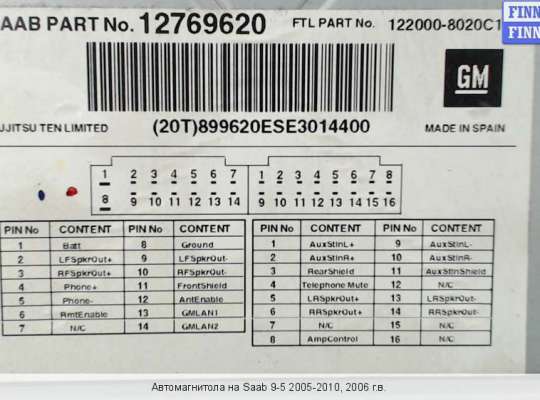 AAB PART No. 12769620 FTL PART No. 122000-8020C1
FINN
FINN
GM
UJITSU TEN LIMITED (20T)899620ESE3014400 MADE IN SPAIN
1 2 3 4 5 6 7 1 2 3 4 5 6 7 8
8 9 10 11 12 13 14 9 10 11 12 13 14 15 16
PIN No CONTENT PIN No CONTENT PIN No CONTENT PIN No CONTENT
1 Batt 8 Ground 1 AuxStInL+ 9 AuxStInL-
2 LFSpkrOut+ 9 LFSpkrOut- 2 AuxStInR+ 10 AuxStInR-
3 RFSpkrOut+ 10 RFSpkrOut- 3 RearShield 11 AuxStInShield
4 Phone+ 11 FrontShield 4 Telephone Mute 12 N/C
5 Phone- 12 AntEnable 5 LRSpkrOut+ 13 LRSpkrOut-
6 RmtEnable 13 GMLAN1 6 RRSpkrOut+ 14 RRSpkrOut-
7 N/C 14 GMLAN2 7 N/C 15 N/C
8 AmpControl 16 N/C
Автомагнитола на Saab 9-5 2005-2010, 2006 г.в.